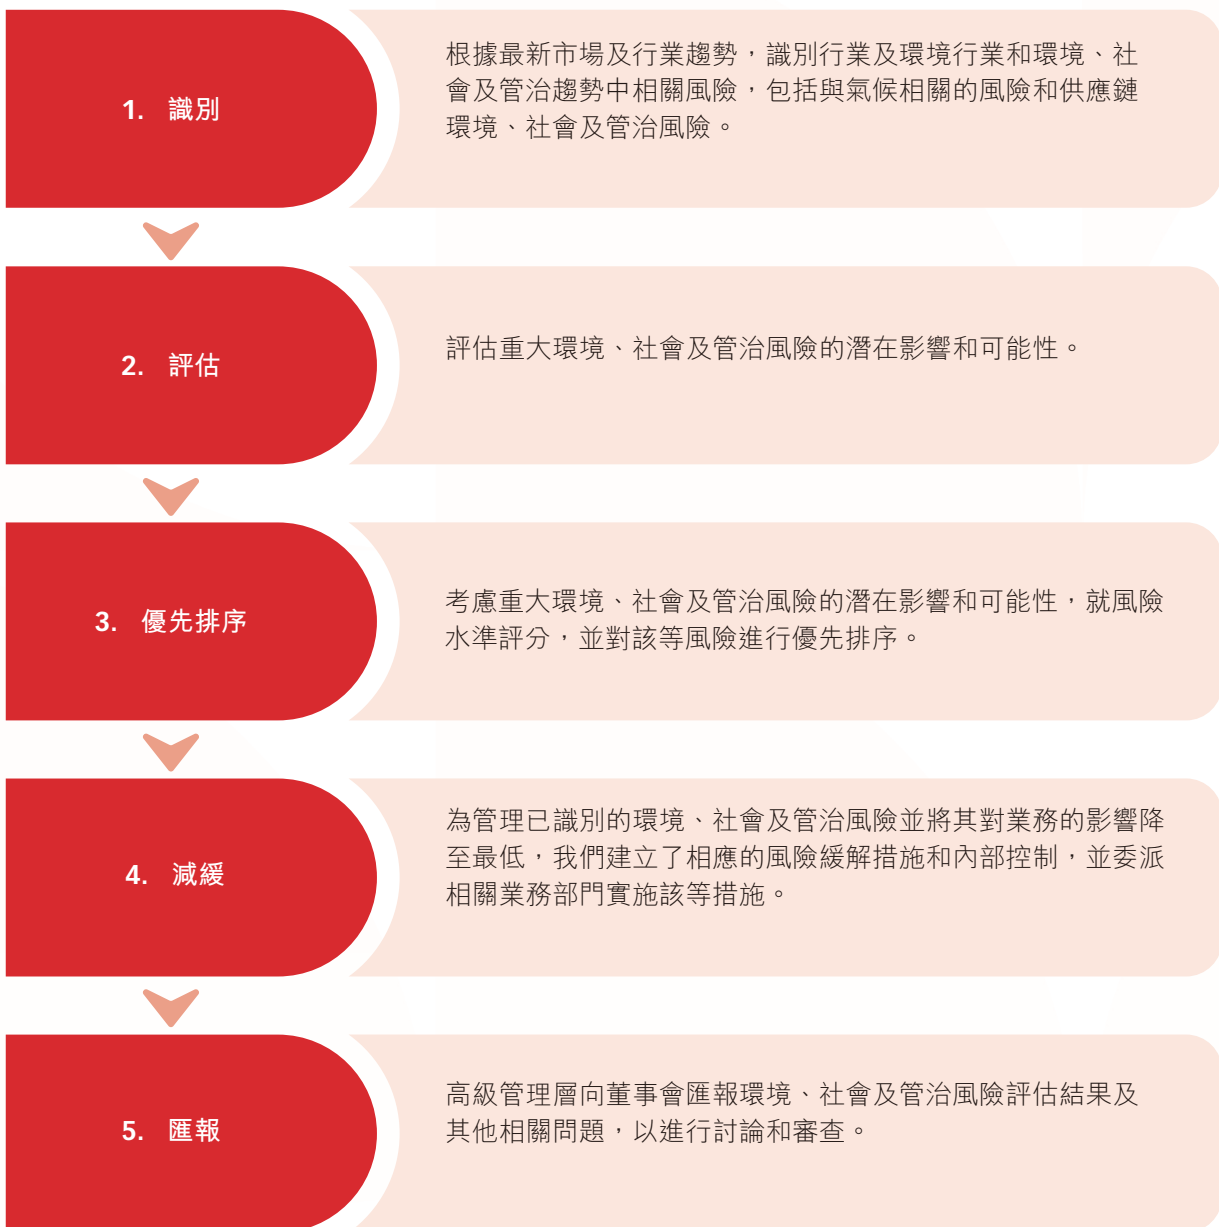 1. 識別
根據最新市場及行業趨勢，識別行業及環境行業和環境、社
會及管治趨勢中相關風險，包括與氣候相關的風險和供應鏈
環境、社會及管治風險。
2. 評估
評估重大環境、社會及管治風險的潛在影響和可能性。
3. 優先排序
考慮重大環境、社會及管治風險的潛在影響和可能性，就風險
水準評分，並對該等風險進行優先排序。
4. 減緩
為管理已識別的環境、社會及管治風險並將其對業務的影響降
至最低，我們建立了相應的風險緩解措施和內部控制，並委派
相關業務部門實施該等措施。
5. 匯報
高級管理層向董事會匯報環境、社會及管治風險評估結果及
其他相關問題，以進行討論和審查。